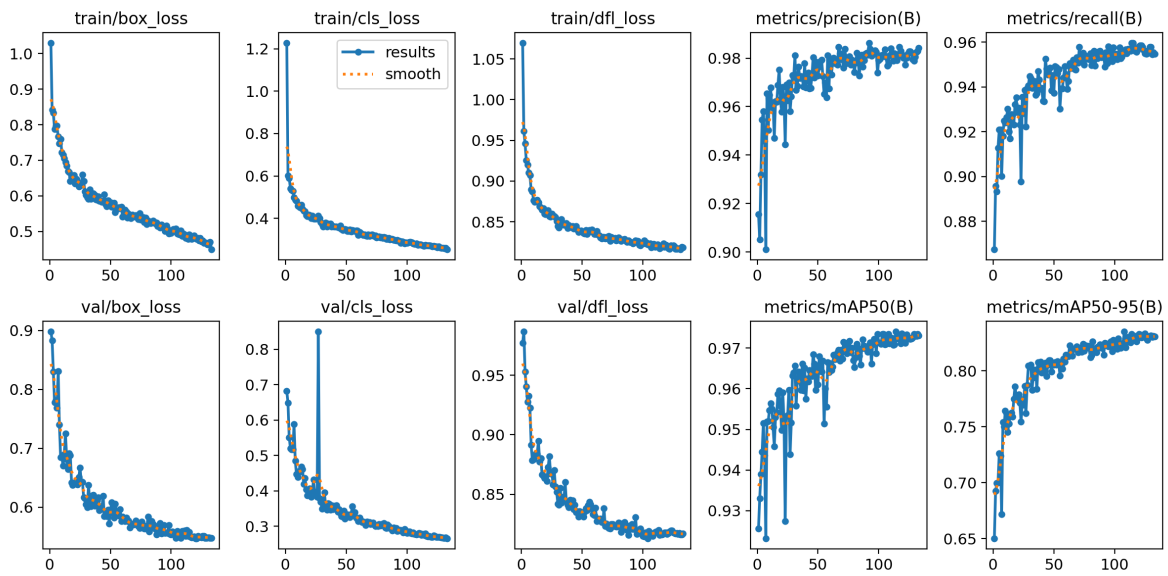 train/box_loss
train/cls_loss
train/dfl_loss
metrics/precision(B)
metrics/recall(B)
1.0
0.9
0.8
0.7
0.6
0.5
0 50 100
1.2
1.0
0.8
0.6
0.4
results
smooth
0 50 100
1.05
1.00
0.95
0.90
0.85
0 50 100
0.98
0.96
0.94
0.92
0.90
0 50 100
0.96
0.94
0.92
0.90
0.88
0 50 100
val/box_loss
val/cls_loss
val/dfl_loss
metrics/mAP50(B)
metrics/mAP50-95(B)
0.9
0.8
0.7
0.6
0 50 100
0.8
0.7
0.6
0.5
0.4
0.3
0 50 100
0.95
0.90
0.85
0 50 100
0.97
0.96
0.95
0.94
0.93
0 50 100
0.80
0.75
0.70
0.65
0 50 100